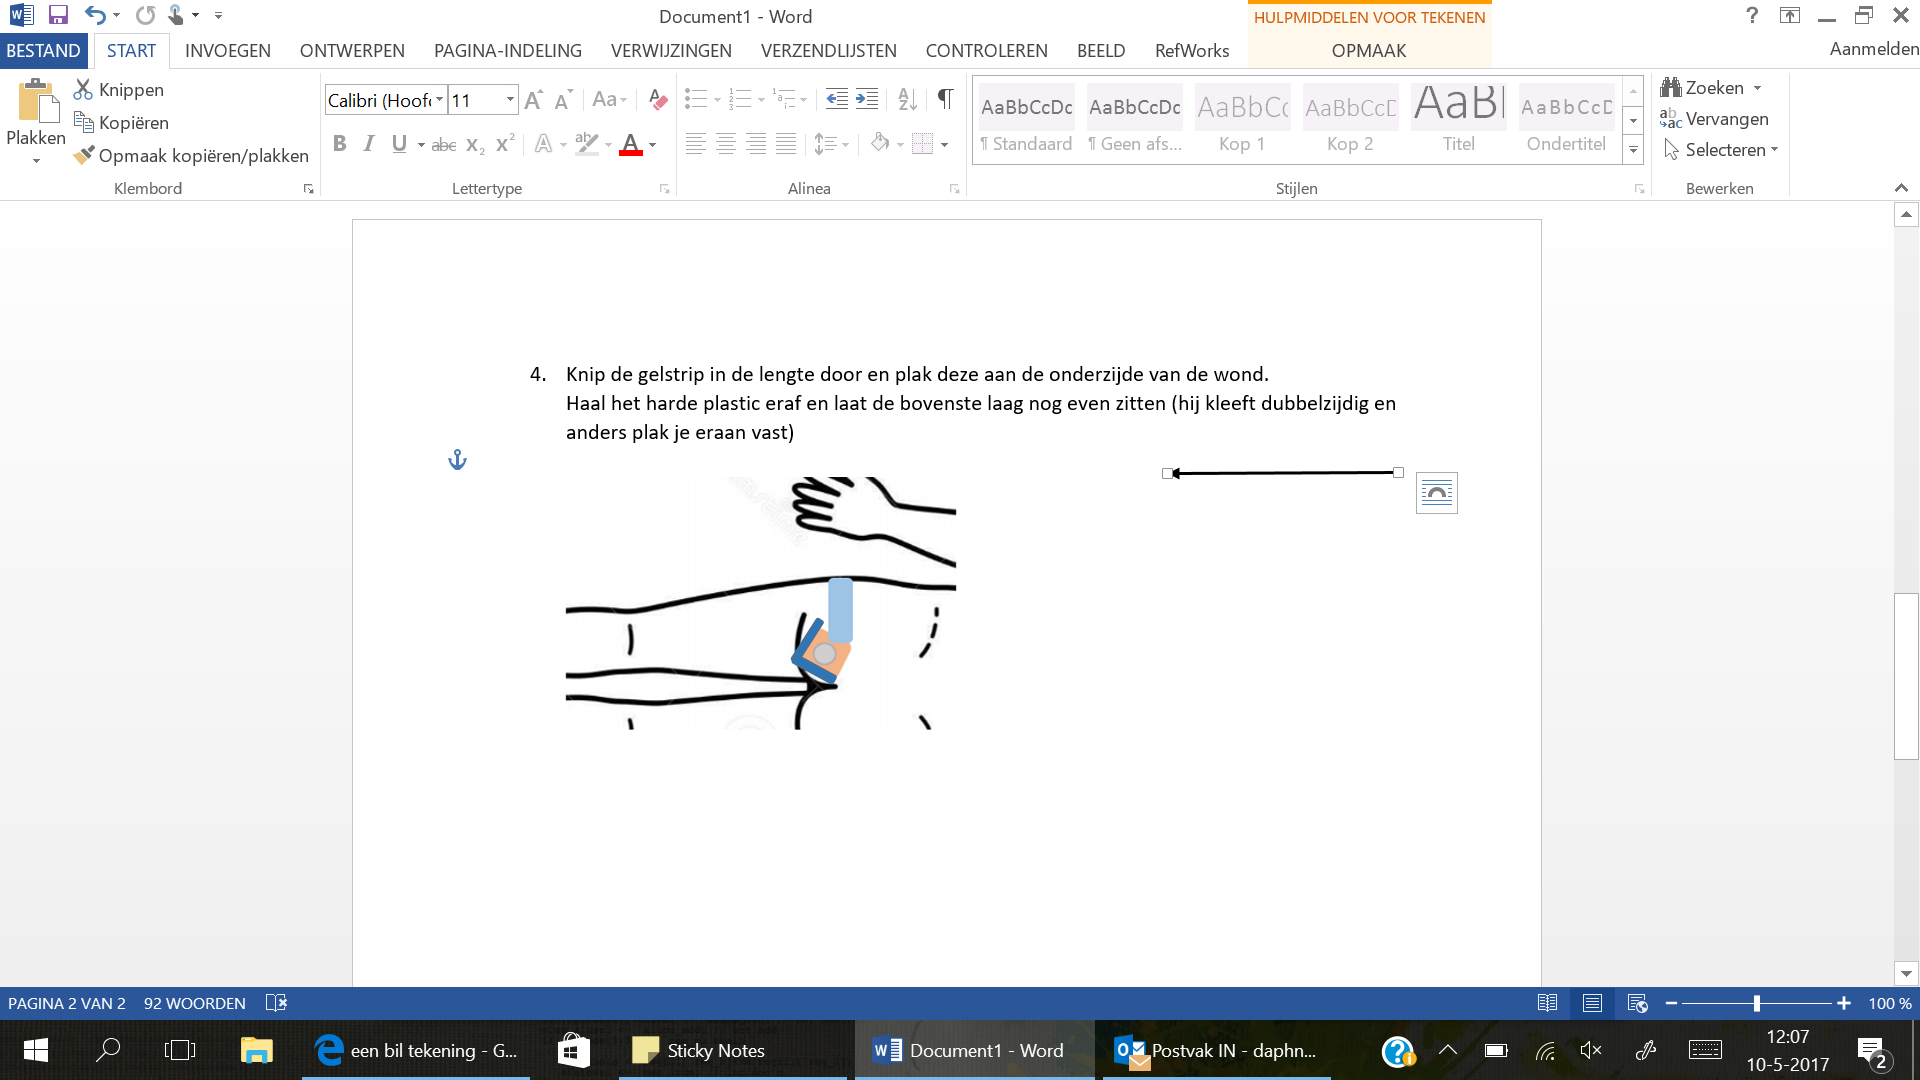 Document1 - Word
HULPMIDDELEN VOOR TEKENEN
?
BESTAND START INVOEGEN ONTWERPEN PAGINA-INDELING VERWIJZINGEN VERZENDLIJSTEN CONTROLEREN BEELD RefWorks OPMAAK Aanmelden
Plakken
Knippen
Kopiëren
Opmaak kopiëren/plakken
Klembord
Calibri (Hoofd 11
Lettertype
Alinea
AaBbCcDc AaBbCcDc AaBbCc AaBbCcD AaBl AaBbCcD
¶ Standaard ¶ Geen afs... Kop 1 Kop 2 Titel Ondertitel
Stijlen
Zoeken
Vervangen
Selecteren
Bewerken
4. Knip de gelstrip in de lengte door en plak deze aan de onderzijde van de wond.
Haal het harde plastic eraf en laat de bovenste laag nog even zitten (hij kleeft dubbelzijdig en
anders plak je eraan vast)
PAGINA 2 VAN 2 92 WOORDEN 100 %
een bil tekening - G... Sticky Notes Document1 - Word Postvak IN - daphn...
12:07
10-5-2017
2